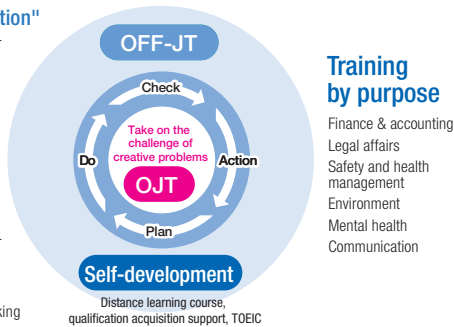 tion"
OFF-JT
Check
Take on the
challenge of
creative problems
Do
Action
OJT
Plan
Self-development
Distance learning course,
qualification acquisition support, TOEIC
king
Training
by purpose
Finance & accounting
Legal affairs
Safety and health
management
Environment
Mental health
Communication